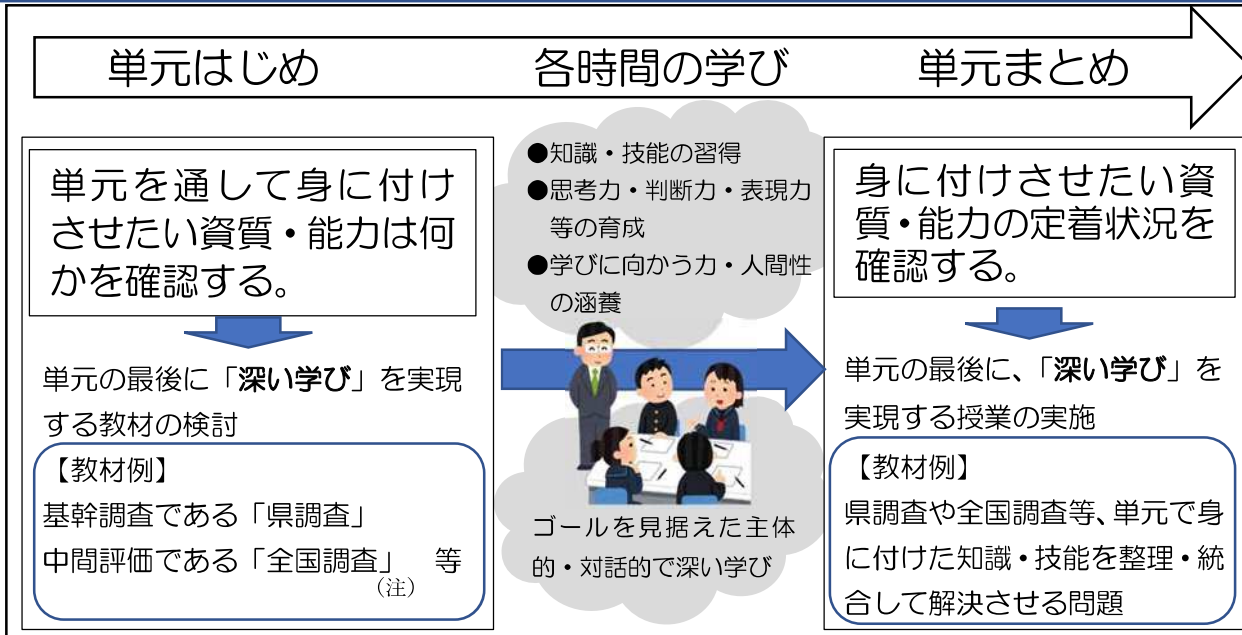 単元はじめ
各時間の学び
単元まとめ
単元を通して身に付け
させたい資質・能力は何
かを確認する。
単元の最後に「深い学び」を実現
する教材の検討
【教材例】
基幹調査である「県調査」
中間評価である「全国調査」　等
（注）
●知識・技能の習得
●思考力・判断力・表現力
等の育成
●学びに向かう力・人間性
の涵養
ゴールを見据えた主体
的・対話的で深い学び
身に付けさせたい資
質・能力の定着状況を
確認する。
単元の最後に、「深い学び」を
実現する授業の実施
【教材例】
県調査や全国調査等、単元で身
に付けた知識・技能を整理・統
合して解決させる問題